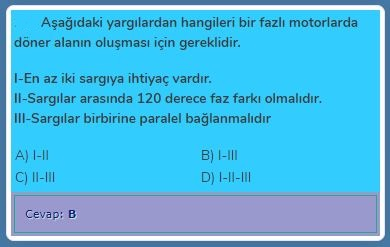 Aşağıdaki yargılardan hangileri bir fazlı motorlarda
döner alanın oluşması için gereklidir.
I-En az iki sargıya ihtiyaç vardır.
II-Sargılar arasında 120 derece faz farkı olmalıdır.
III-Sargılar birbirine paralel bağlanmalıdır
A) I-II B) I-III
C) II-III D) I-II-III
Cevap: B